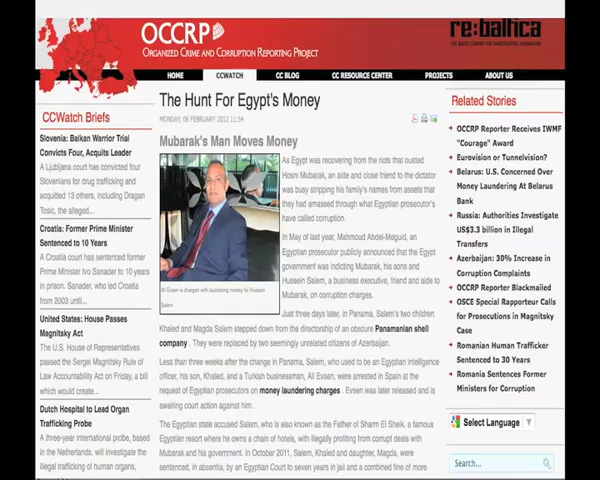 OCCRP
ORGANIZED CRIME AND CORRUPTION REPORTING PROJECT
re:baltica
THE BALTIC CENTER FOR INVESTIGATIVE JOURNALISM
HOME
CCWATCH
CC BLOG
CC RESOURCE CENTER
PROJECTS
ABOUT US
CCWatch Briefs
Slovenia: Balkan Warrior Trial
Convicts Four, Acquits Leader
A Ljubljana court has convicted four
Slovenians for drug trafficking and
acquitted 13 others, including Dragan
Tosic, the alleged...
Croatia: Former Prime Minister
Sentenced to 10 Years
A Croatia court has sentenced former
Prime Minister Ivo Sanader to 10 years
in prison. Sanader, who led Croatia
from 2003 until...
United States: House Passes
Magnitsky Act
The U.S. House of Representatives
passed the Sergei Magnitsky Rule of
Law Accountability Act on Friday, a bill
which would create...
Dutch Hospital to Lead Organ
Trafficking Probe
A three-year international probe, based
in the Netherlands, will investigate the
illegal trafficking of human organs,
The Hunt For Egypt's Money
MONDAY, 06 FEBRUARY 2012 11:54
Mubarak's Man Moves Money
As Egypt was recovering from the riots that ousted
Hosni Mubarak, an aide and close friend to the dictator
was busy stripping his family's names from assets that
they had amassed through what Egyptian prosecutor's
have called corruption.
In May of last year, Mahmoud Abdel-Meguid, an
Egyptian prosecutor publicly announced that the Egypt
government was indicting Mubarak, his sons and
Hussein Salem, a business executive, friend and aide to
Mubarak, on corruption charges.
Ali Evsen is charged with laundering money for Hussein
Salem
Just three days later, in Panama, Salem's two children
Khaled and Magda Salem stepped down from the directorship of an obscure Panamanian shell
company. They were replaced by two seemingly unrelated citizens of Azerbaijan.
Less than three weeks after the change in Panama, Salem, who used to be an Egyptian intelligence
officer, his son, Khaled, and a Turkish businessman, Ali Evsen, were arrested in Spain at the
request of Egyptian prosecutors on money laundering charges. Evsen was later released and is
awaiting court action against him.
The Egyptian state accused Salem, who is also known as the Father of Sharm El Sheik, a famous
Egyptian resort where he owns a chain of hotels, with illegally profiting from corrupt deals with
Mubarak and his government. In October 2011, Salem, Khaled and daughter, Magda, were
sentenced, in absentia, by an Egyptian Court to seven years in jail and a combined fine of more
Related Stories
OCCRP Reporter Receives IWMF
"Courage" Award
Eurovision or Tunnelvision?
Belarus: U.S. Concerned Over
Money Laundering At Belarus
Bank
Russia: Authorities Investigate
US$3.3 billion in Illegal
Transfers
Azerbaijan: 30% Increase in
Corruption Complaints
OCCRP Reporter Blackmailed
OSCE Special Rapporteur Calls
for Prosecutions in Magnitsky
Case
Romanian Human Trafficker
Sentenced to 30 Years
Romania Sentences Former
Ministers for Corruption
Select Language
Search...